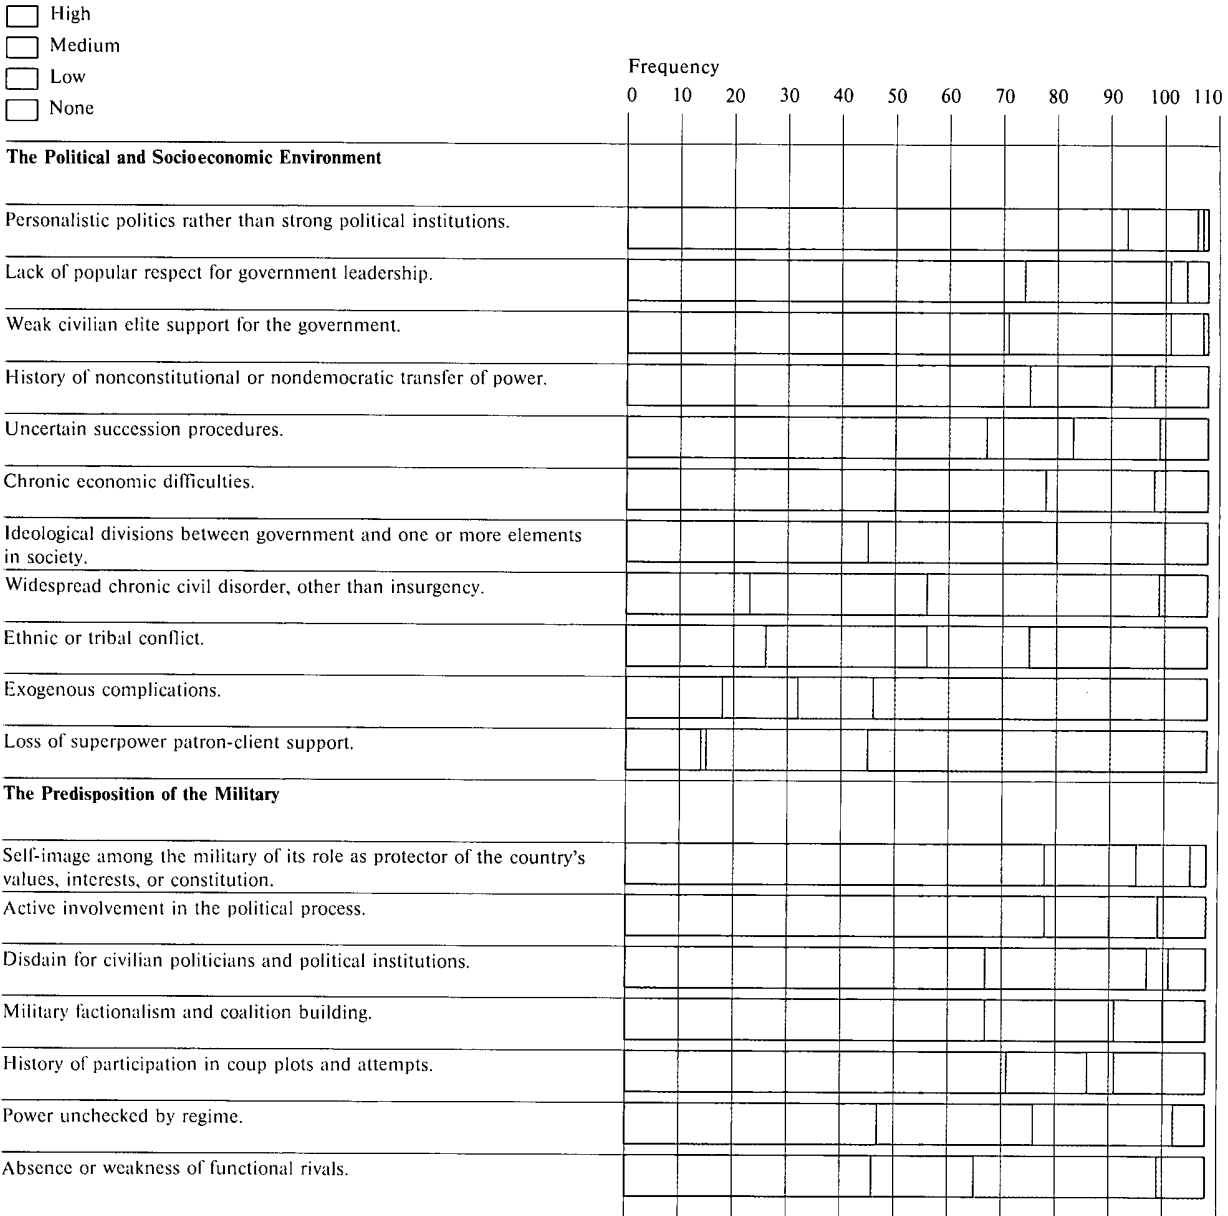 High
Medium
Low
None
Frequency
0 10 20 30 40 50 60 70 80 90 100 110
The Political and Socioeconomic Environment
Personalistic politics rather than strong political institutions.
Lack of popular respect for government leadership.
Weak civilian elite support for the government.
History of nonconstitutional or nondemocratic transfer of power.
Uncertain succession procedures.
Chronic economic difficulties.
Ideological divisions between government and one or more elements
in society.
Widespread chronic civil disorder, other than insurgency.
Ethnic or tribal conflict.
Exogenous complications.
Loss of superpower patron-client support.
The Predisposition of the Military
Self-image among the military of its role as protector of the country's
values, interests, or constitution.
Active involvement in the political process.
Disdain for civilian politicians and political institutions.
Military factionalism and coalition building.
History of participation in coup plots and attempts.
Power unchecked by regime.
Absence or weakness of functional rivals.